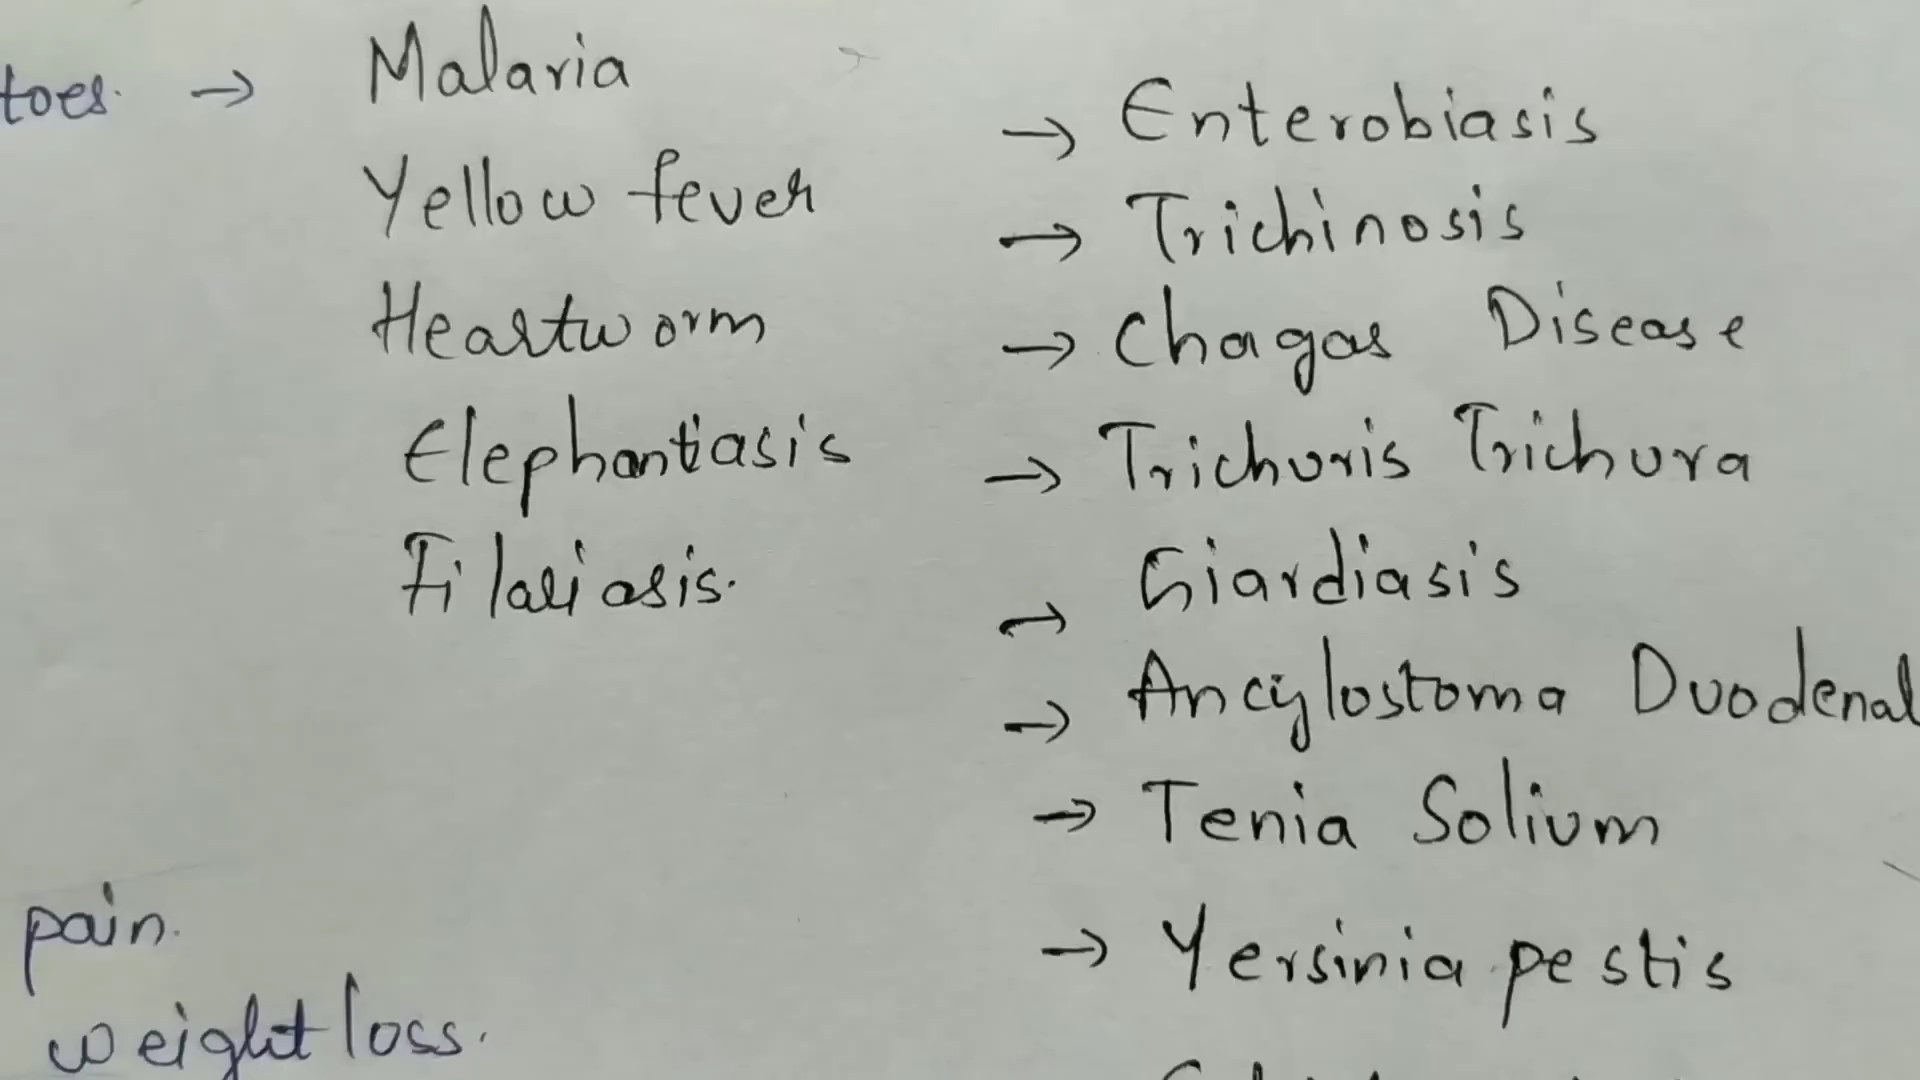 toes. → Malaria
Yellow fever
Heartworm
Elephantiasis
Filariasis.
→ Enterobiasis
→ Trichinosis
→ Chagas Disease
→ Trichuris Trichura
→ Giardiasis
→ Ancylostoma Duodenal
→ Tenia Solium
→ Yersinia pestis
pain.
weight loss.